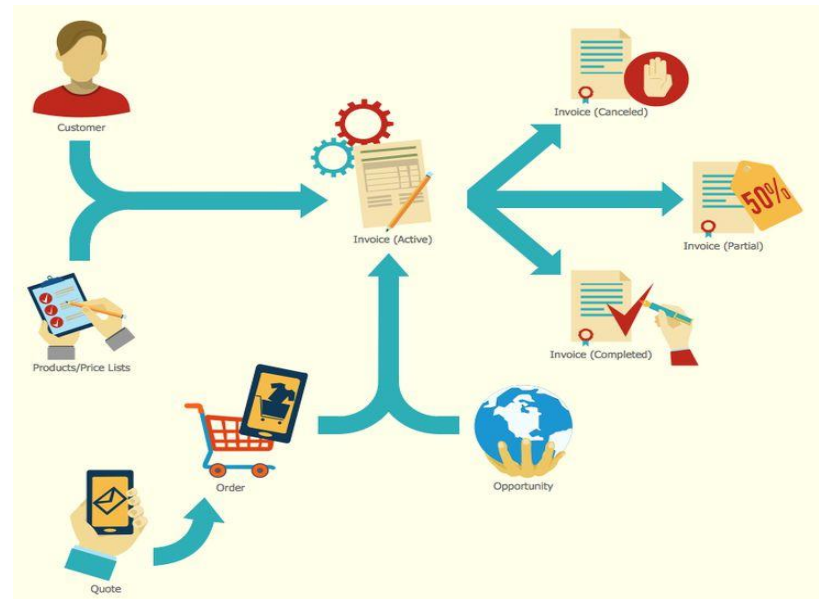 Customer
Invoice (Canceled)
50%
Invoice (Active)
Invoice (Partial)
Products/Price Lists
Invoice (Completed)
Order
Opportunity
Quote